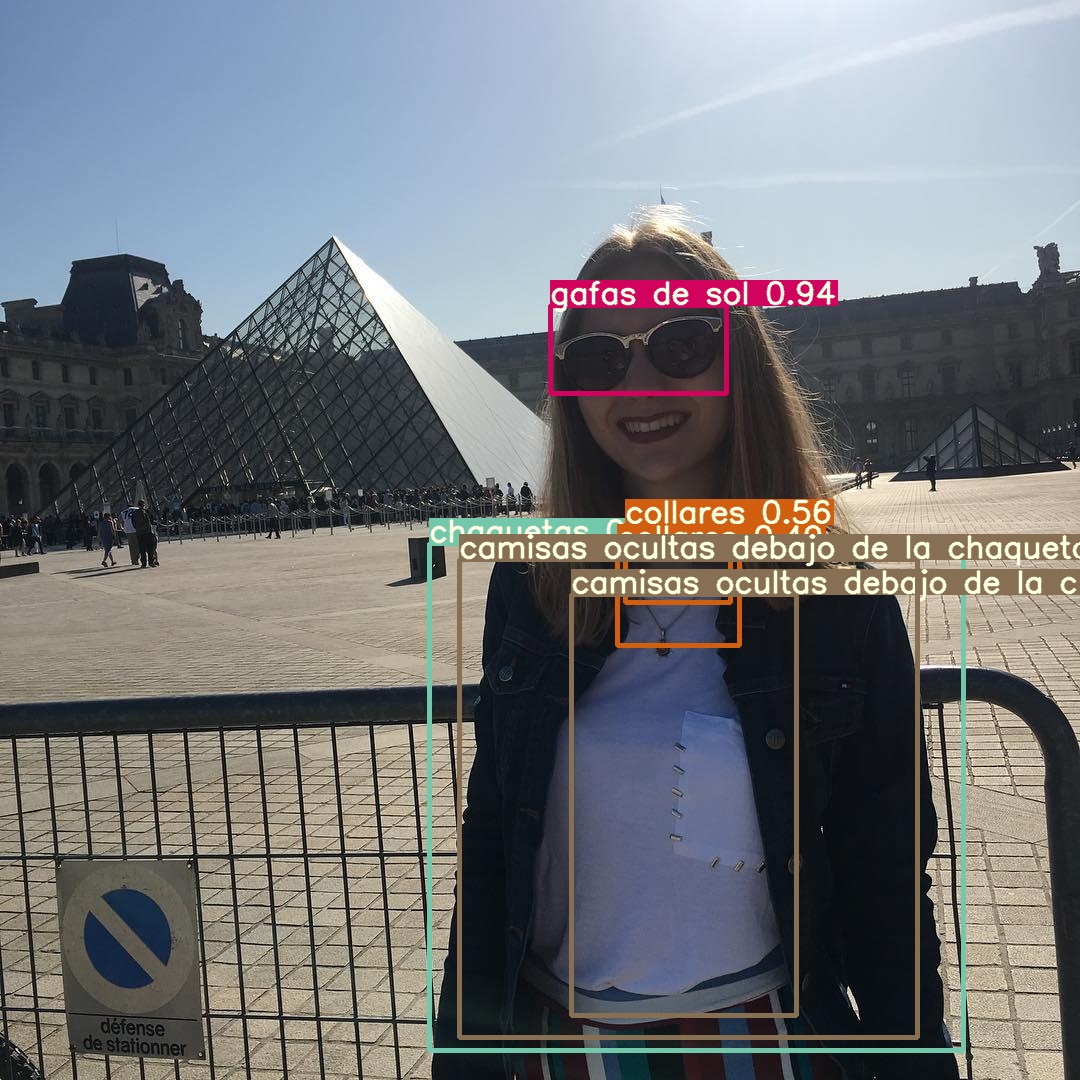 gafas de sol 0.94
collares 0.56
chaquetas
camisas ocultas debajo de la chaqueta
camisas ocultas debajo de la c
défense
de stationner